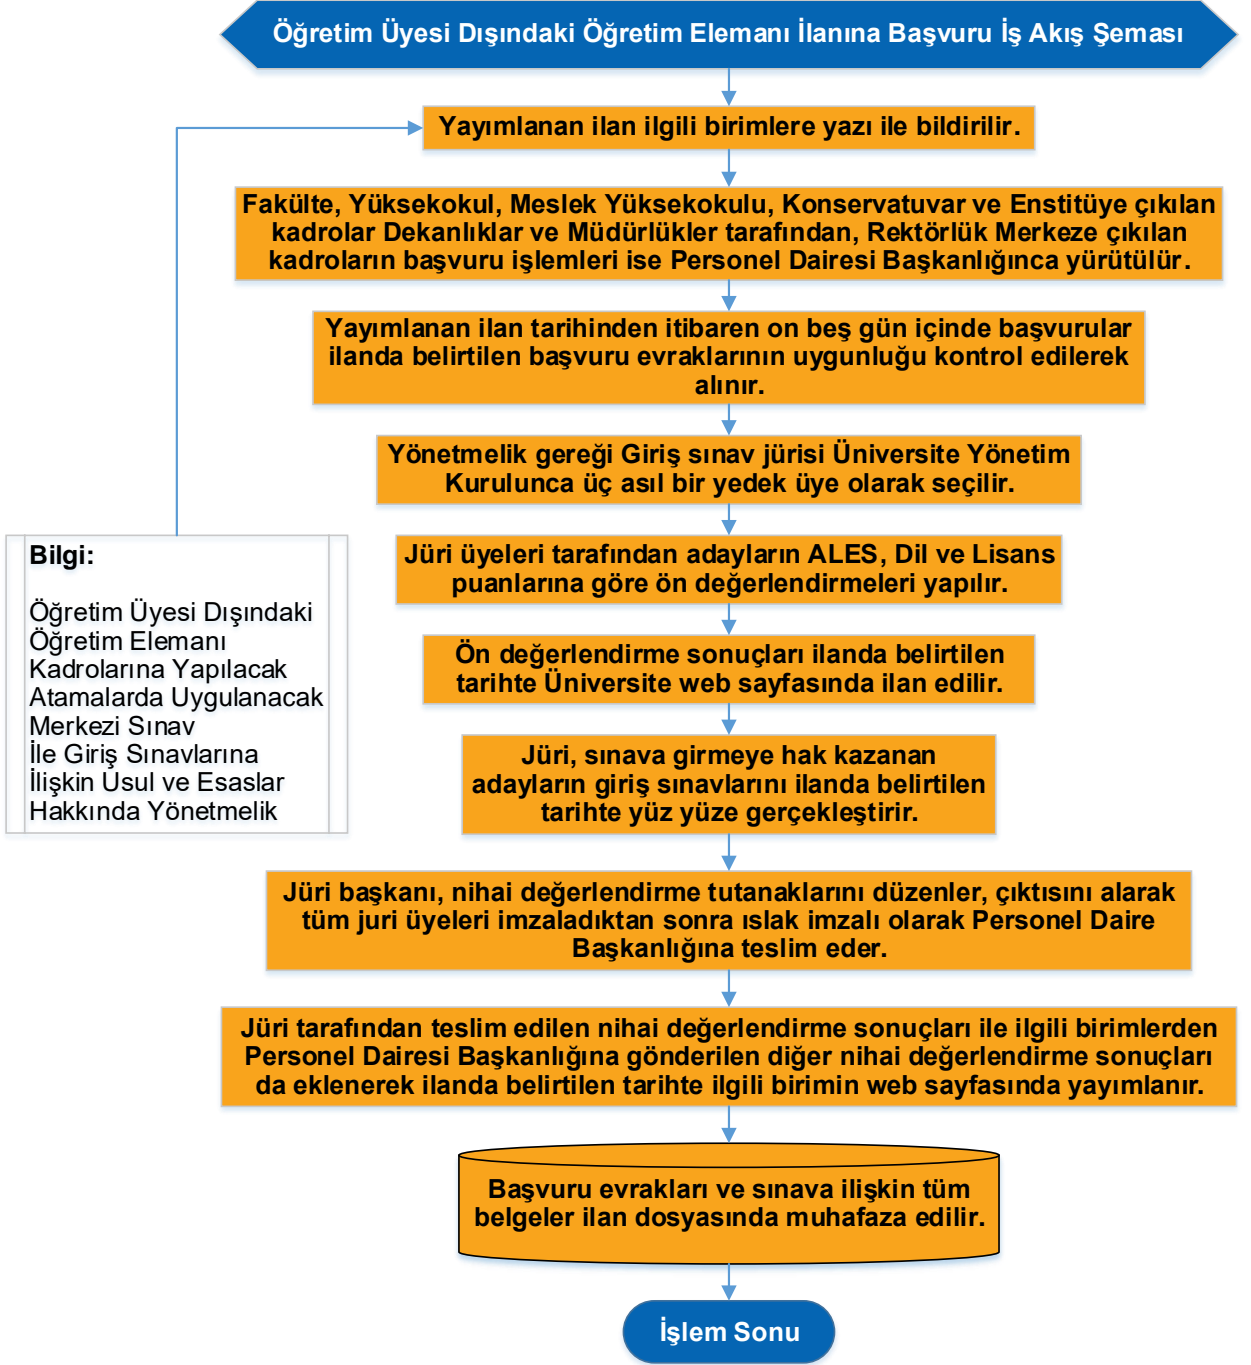 Öğretim Üyesi Dışındaki Öğretim Elemanı İlanına Başvuru İş Akış Şeması
Yayımlanan ilan ilgili birimlere yazı ile bildirilir.
Fakülte, Yüksekokul, Meslek Yüksekokulu, Konservatuvar ve Enstitüye çıkılan
kadrolar Dekanlıklar ve Müdürlükler tarafından, Rektörlük Merkeze çıkılan
kadroların başvuru işlemleri ise Personel Dairesi Başkanlığınca yürütülür.
Yayımlanan ilan tarihinden itibaren on beş gün içinde başvurular
ilanda belirtilen başvuru evraklarının uygunluğu kontrol edilerek
alınır.
Yönetmelik gereği Giriş sınav jürisi Üniversite Yönetim
Kurulunca üç asıl bir yedek üye olarak seçilir.
Jüri üyeleri tarafından adayların ALES, Dil ve Lisans
puanlarına göre ön değerlendirmeleri yapılır.
Ön değerlendirme sonuçları ilanda belirtilen
tarihte Üniversite web sayfasında ilan edilir.
Jüri, sınava girmeye hak kazanan
adayların giriş sınavlarını ilanda belirtilen
tarihte yüz yüze gerçekleştirir.
Jüri başkanı, nihai değerlendirme tutanaklarını düzenler, çıktısını alarak
tüm juri üyeleri imzaladıktan sonra ıslak imzalı olarak Personel Daire
Başkanlığına teslim eder.
Jüri tarafından teslim edilen nihai değerlendirme sonuçları ile ilgili birimlerden
Personel Dairesi Başkanlığına gönderilen diğer nihai değerlendirme sonuçları
da eklenerek ilanda belirtilen tarihte ilgili birimin web sayfasında yayımlanır.
Başvuru evrakları ve sınava ilişkin tüm
belgeler ilan dosyasında muhafaza edilir.
İşlem Sonu
Bilgi:
Öğretim Üyesi Dışındaki
Öğretim Elemanı
Kadrolarına Yapılacak
Atamalarda Uygulanacak
Merkezi Sınav
İle Giriş Sınavlarına
İlişkin Usul ve Esaslar
Hakkında Yönetmelik